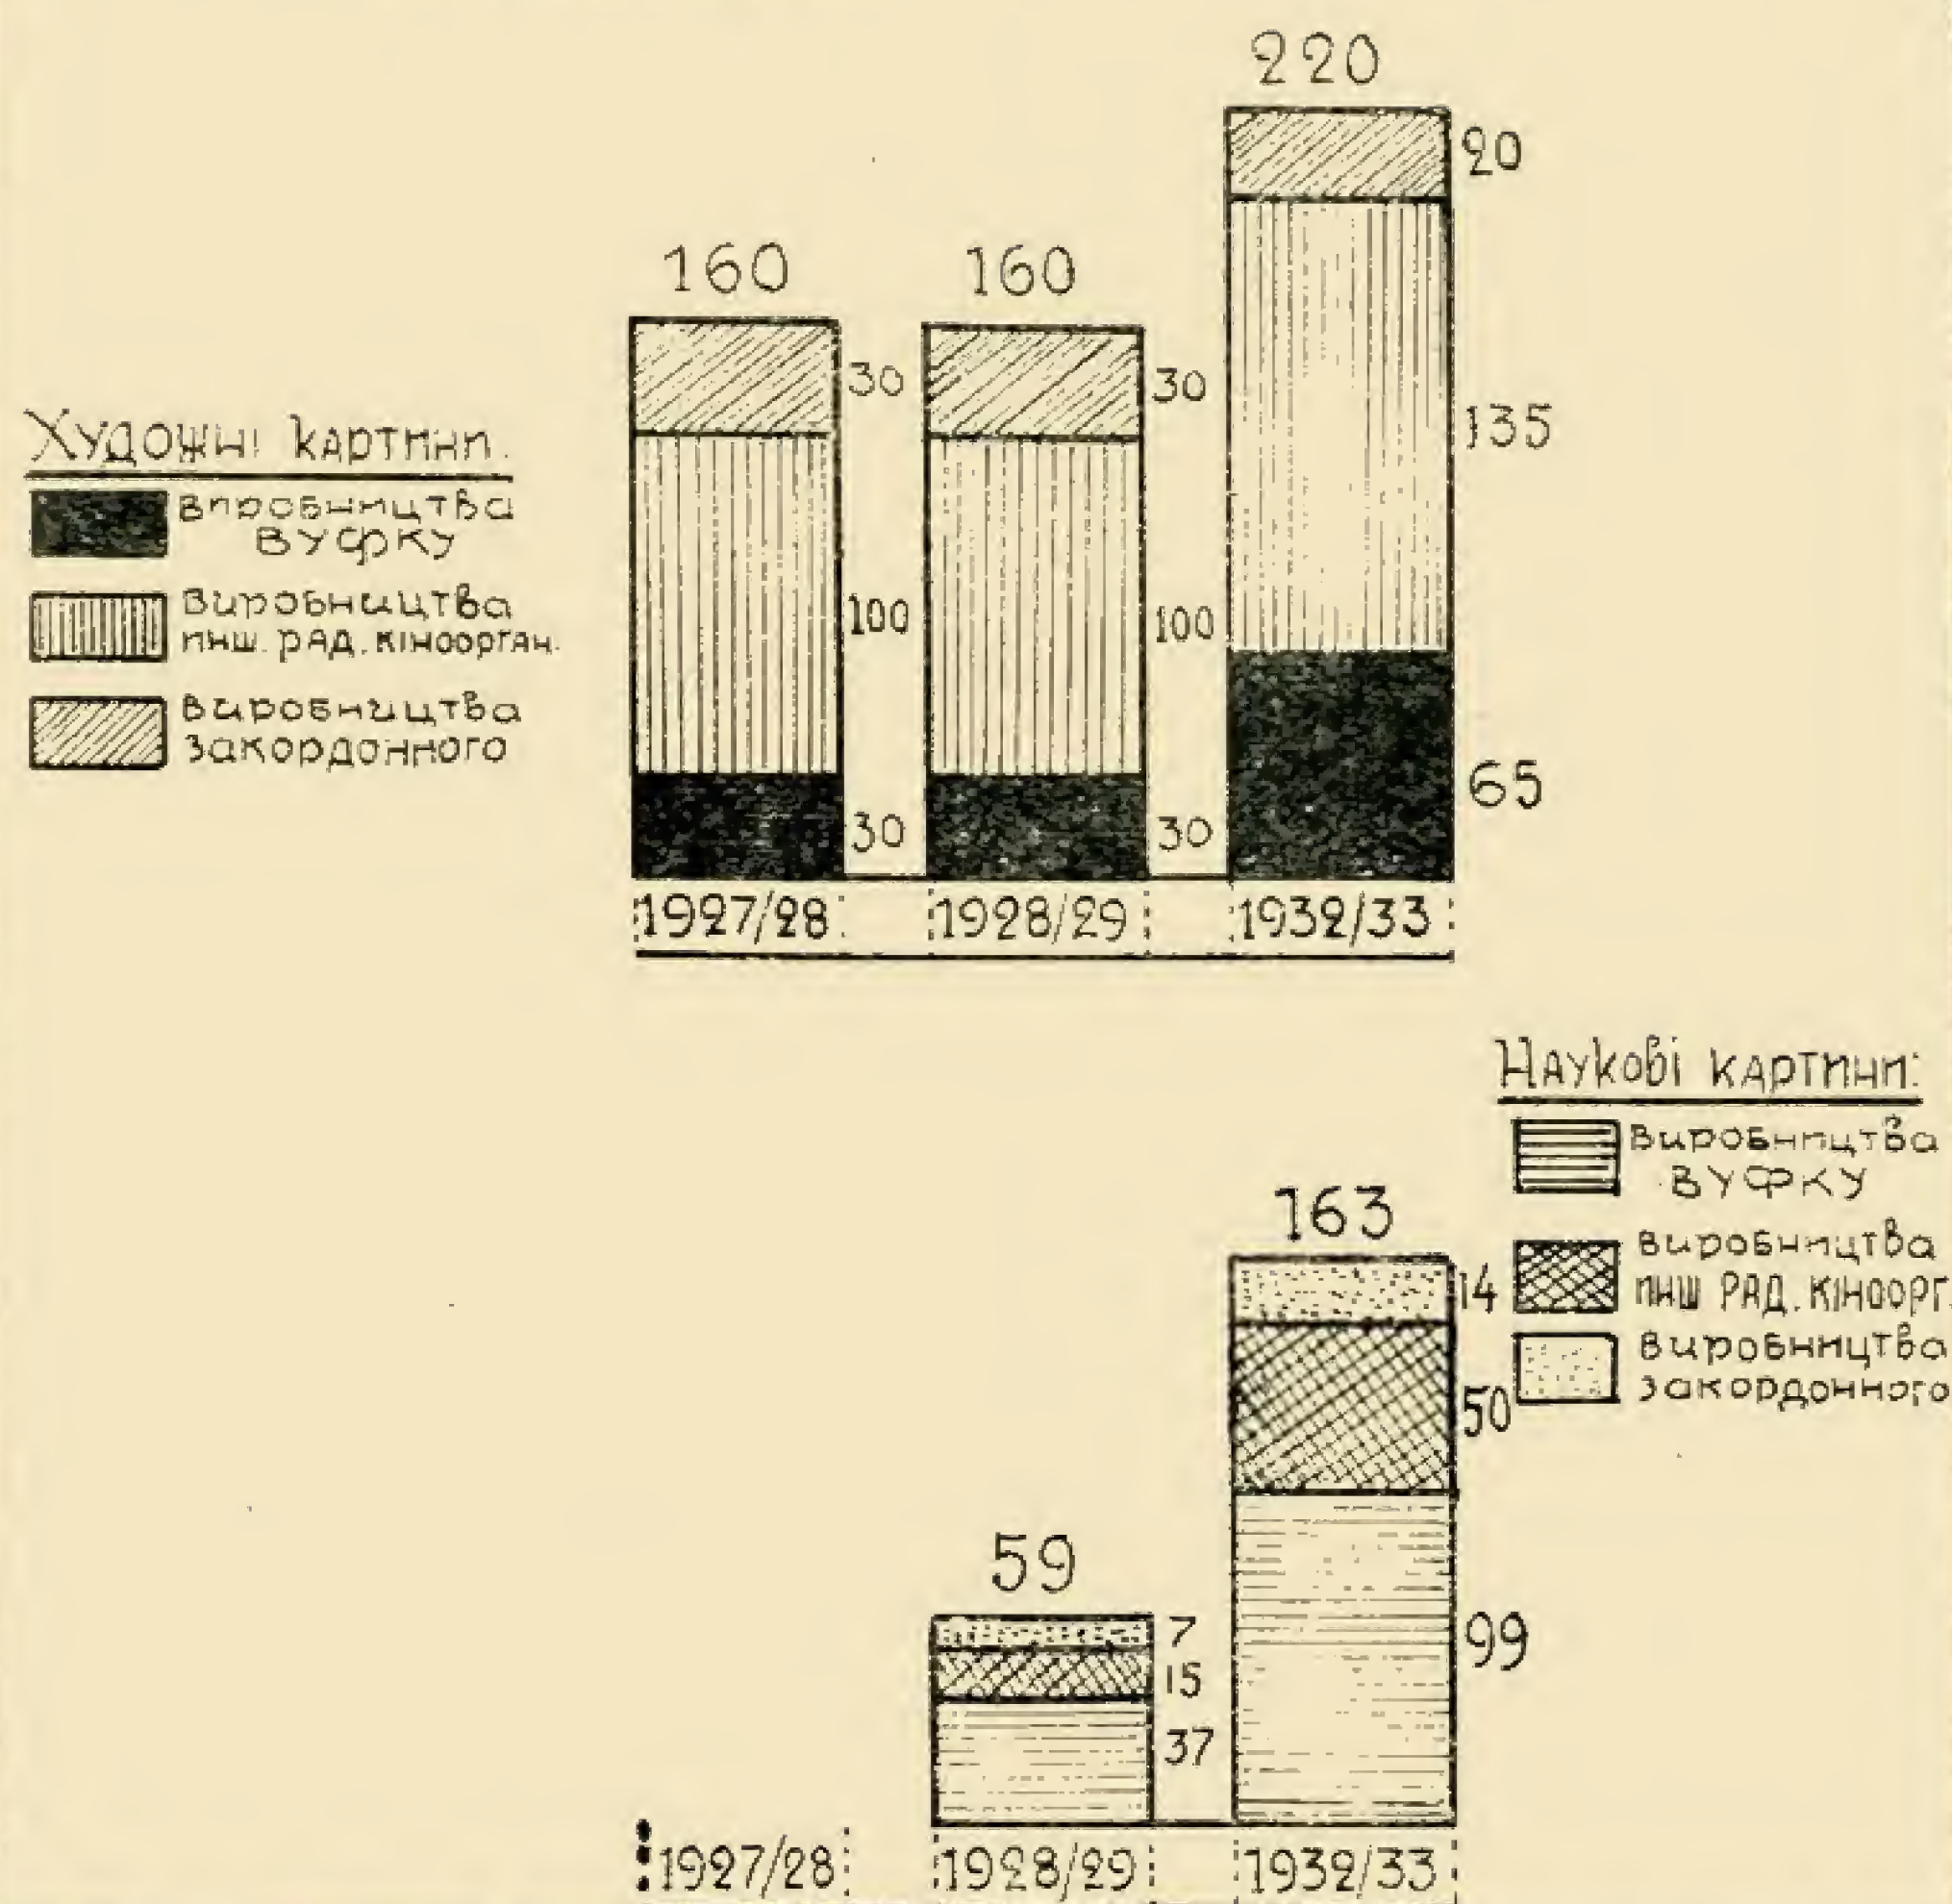 220
20
160
160
30
30
135
Художні картини.
виробництва
ВУФКУ
виробництва
инш. рад. кіноорган.
виробництва
закордонного
100
100
65
30
30
1927/28
1928/29
1932/33
Наукові картини:
виробництва
ВУФКУ
виробництва
инш рад. кіноорг.
виробництва
закордонного
163
14
50
59
7
15
37
99
1927/28
1928/29
1932/33